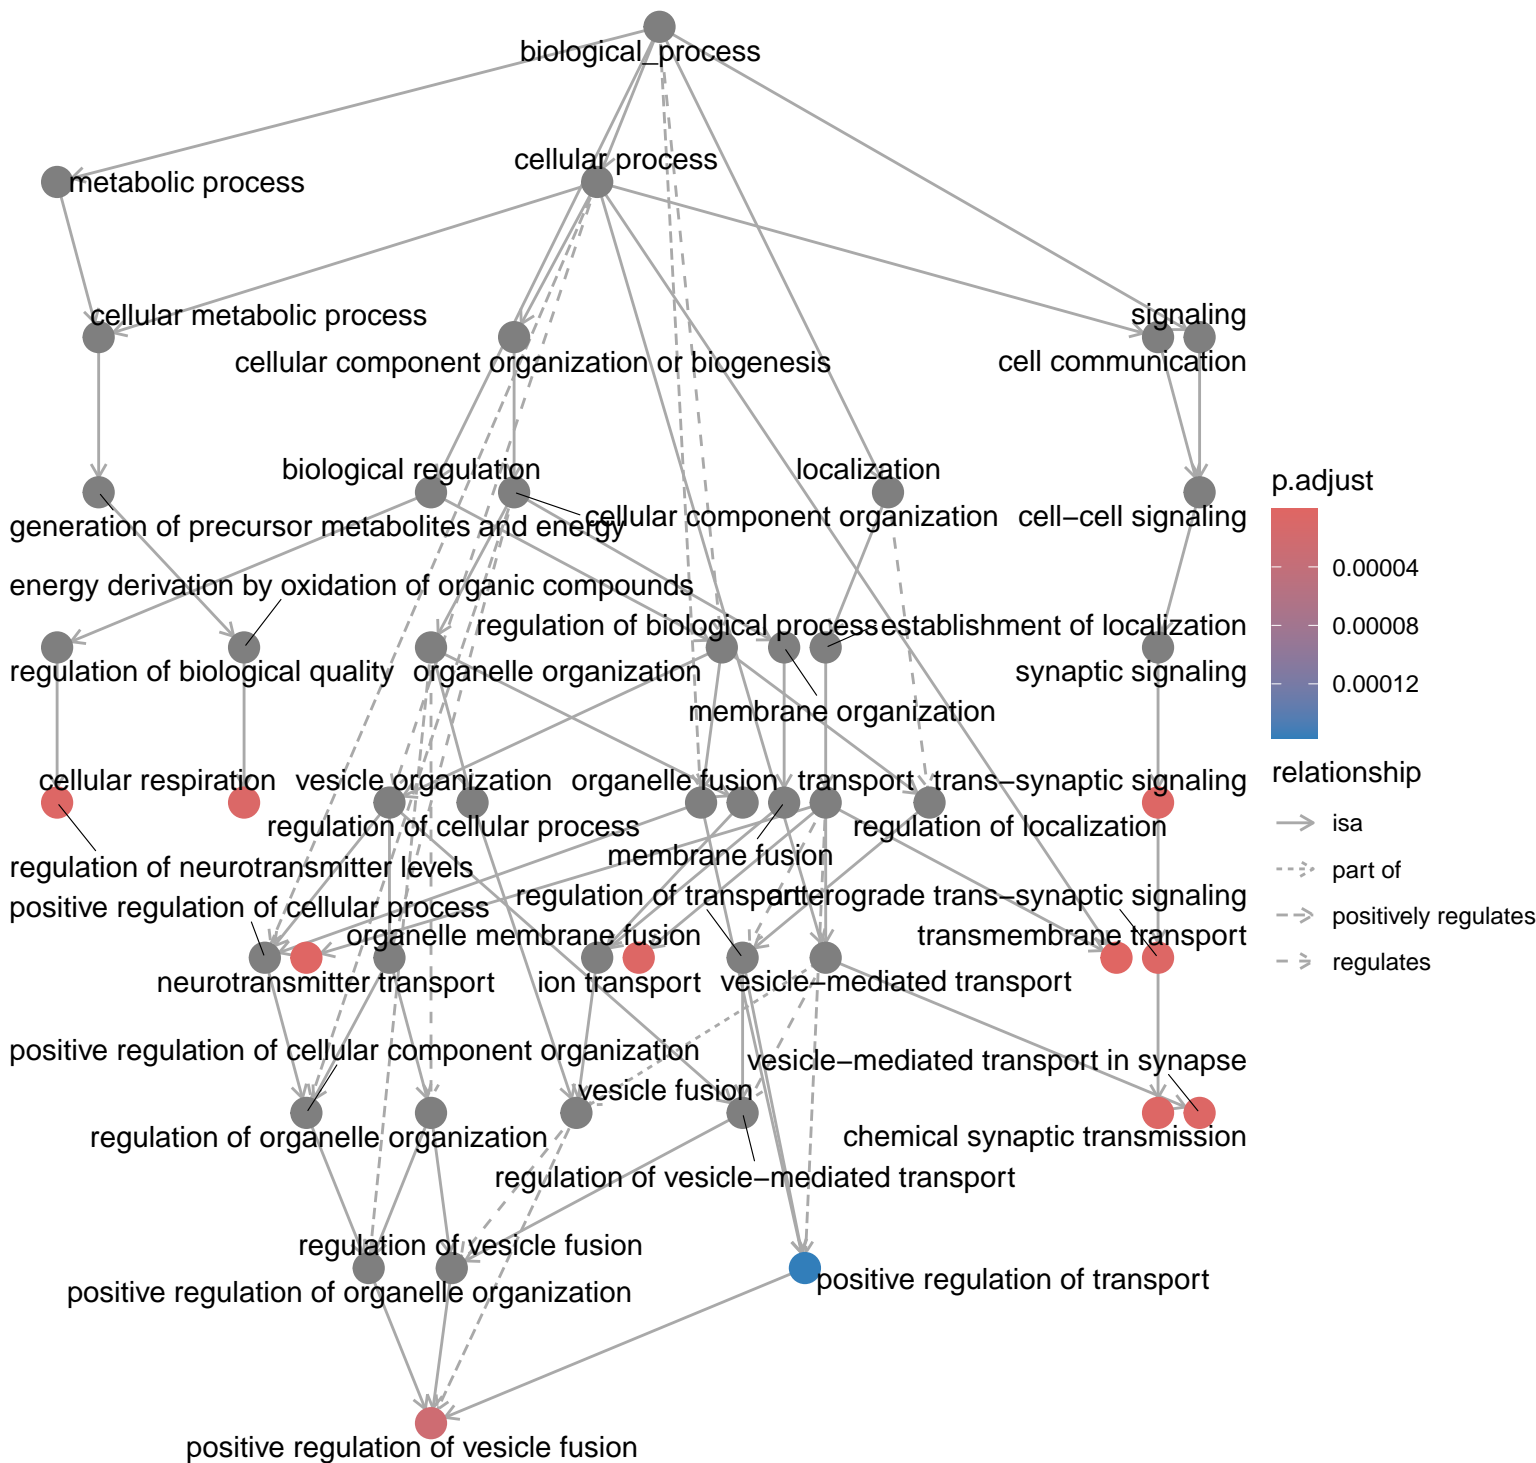 biological_process
cellular process
metabolic process
signaling
cellular metabolic process
cellular component organization or biogenesis
cell communication
biological regulation
localization
generation of precursor metabolites and energy
cellular component organization
cell−cell signaling
energy derivation by oxidation of organic compounds
regulation of biological process
establishment of localization
regulation of biological quality
organelle organization
synaptic signaling
membrane organization
cellular respiration
vesicle organization
organelle fusion
transport
trans−synaptic signaling
regulation of cellular process
regulation of localization
membrane fusion
regulation of neurotransmitter levels
regulation of transport
anterograde trans−synaptic signaling
positive regulation of cellular process
organelle membrane fusion
transmembrane transport
neurotransmitter transport
ion transport
vesicle−mediated transport
positive regulation of cellular component organization
vesicle−mediated transport in synapse
vesicle fusion
regulation of organelle organization
chemical synaptic transmission
regulation of vesicle−mediated transport
regulation of vesicle fusion
positive regulation of transport
positive regulation of organelle organization
positive regulation of vesicle fusion
p.adjust
0.00004
0.00008
0.00012
relationship
isa
part of
positively regulates
regulates